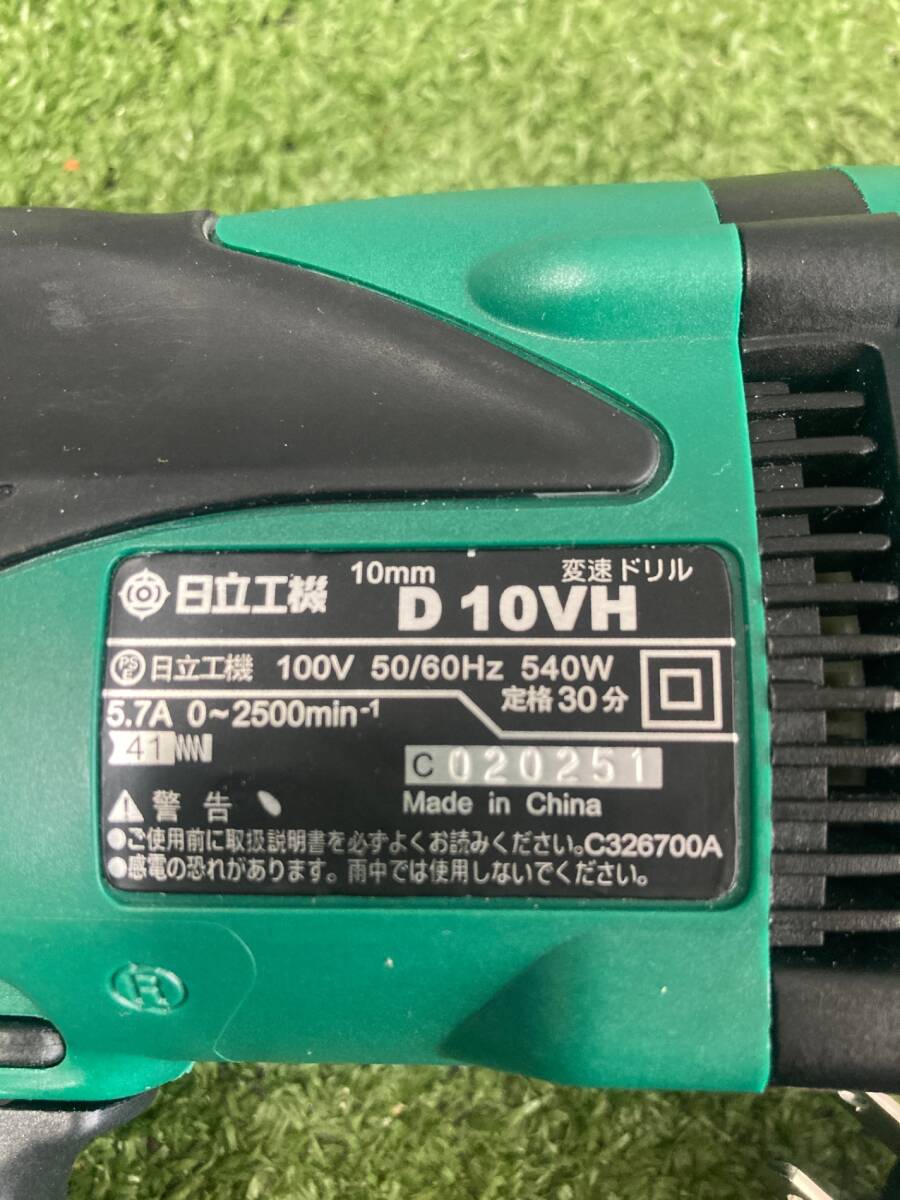 日立工機 10mm 変速ドリル
D 10VH
PSE 日立工機 100V 50/60Hz 540W
定格30分
5.7A 0~2500min⁻¹
41
C 020251
Made in China
警告
●ご使用前に取扱説明書を必ずよくお読みください。C326700A
●感電の恐れがあります。雨中では使用しないでください。
R